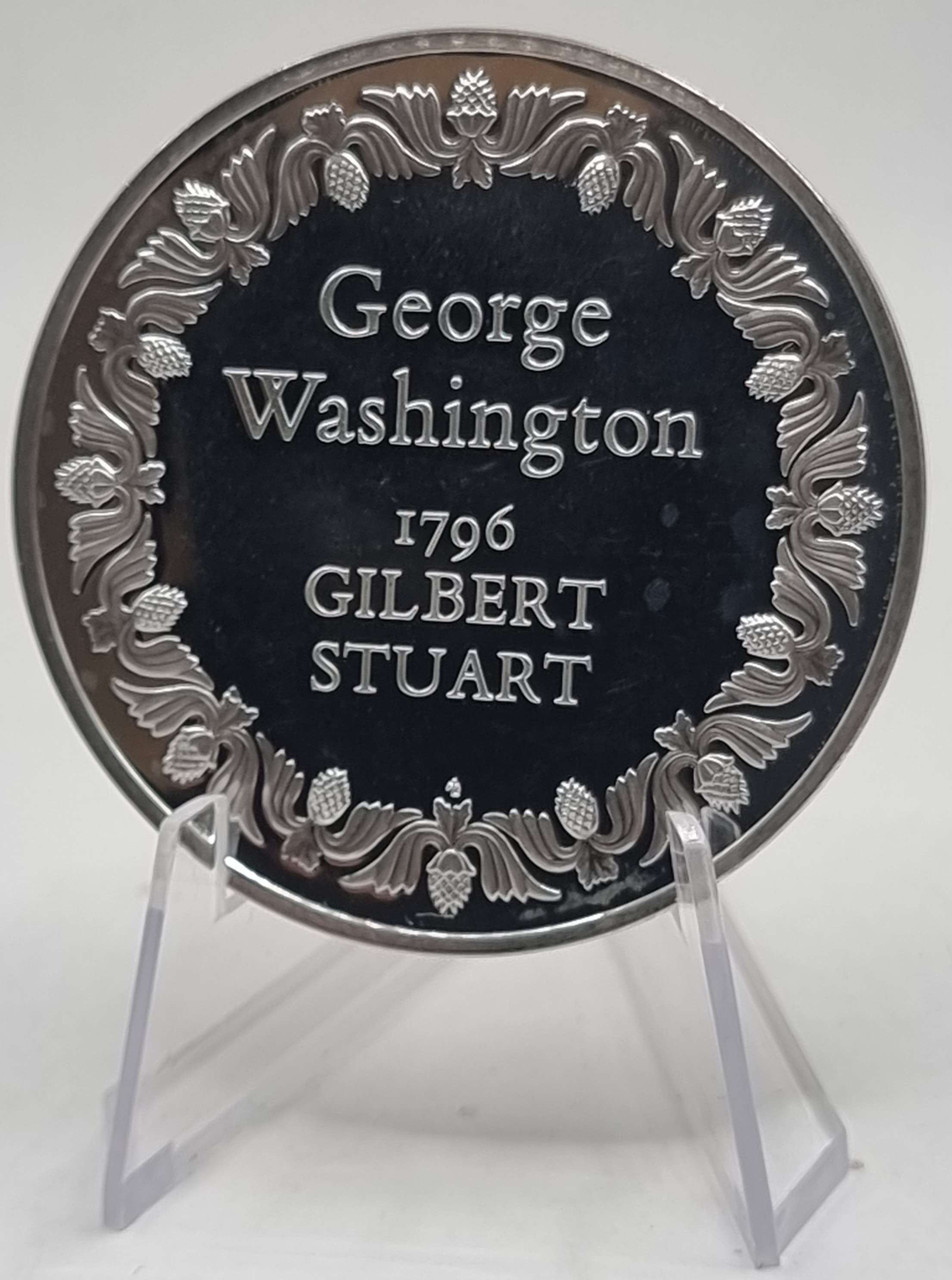 George
Washington
1796
GILBERT
STUART